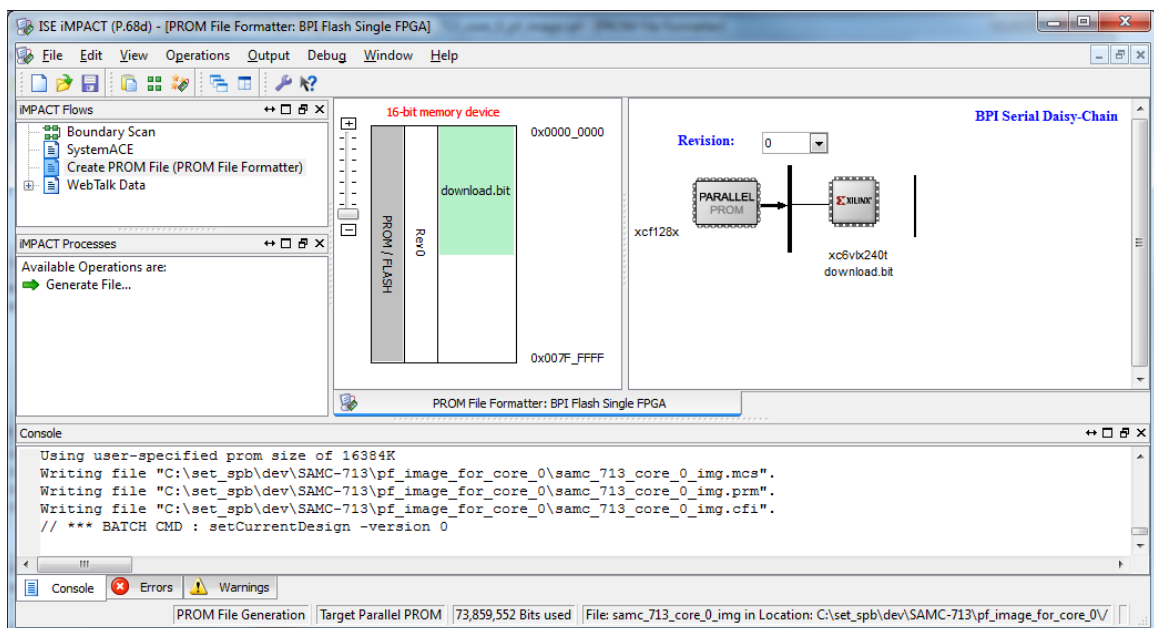 ISE iMPACT (P.68d) - [PROM File Formatter: BPI Flash Single FPGA]
File Edit View Operations Output Debug Window Help
iMPACT Flows
Boundary Scan
SystemACE
Create PROM File (PROM File Formatter)
WebTalk Data
iMPACT Processes
Available Operations are:
Generate File...
16-bit memory device
0x0000_0000
download.bit
PROM / FLASH
Rev0
0x007F_FFFF
BPI Serial Daisy-Chain
Revision: 0
PARALLEL
PROM
XILINX
xcf128x
xc6vlx240t
download.bit
PROM File Formatter: BPI Flash Single FPGA
Console
Using user-specified prom size of 16384K
Writing file "C:\set_spb\dev\SAMC-713\pf_image_for_core_0\samc_713_core_0_img.mcs".
Writing file "C:\set_spb\dev\SAMC-713\pf_image_for_core_0\samc_713_core_0_img.prm".
Writing file "C:\set_spb\dev\SAMC-713\pf_image_for_core_0\samc_713_core_0_img.cfi".
// *** BATCH CMD : setCurrentDesign -version 0
Console Errors Warnings
PROM File Generation Target Parallel PROM 73,859,552 Bits used File: samc_713_core_0_img in Location: C:\set_spb\dev\SAMC-713\pf_image_for_core_0\/